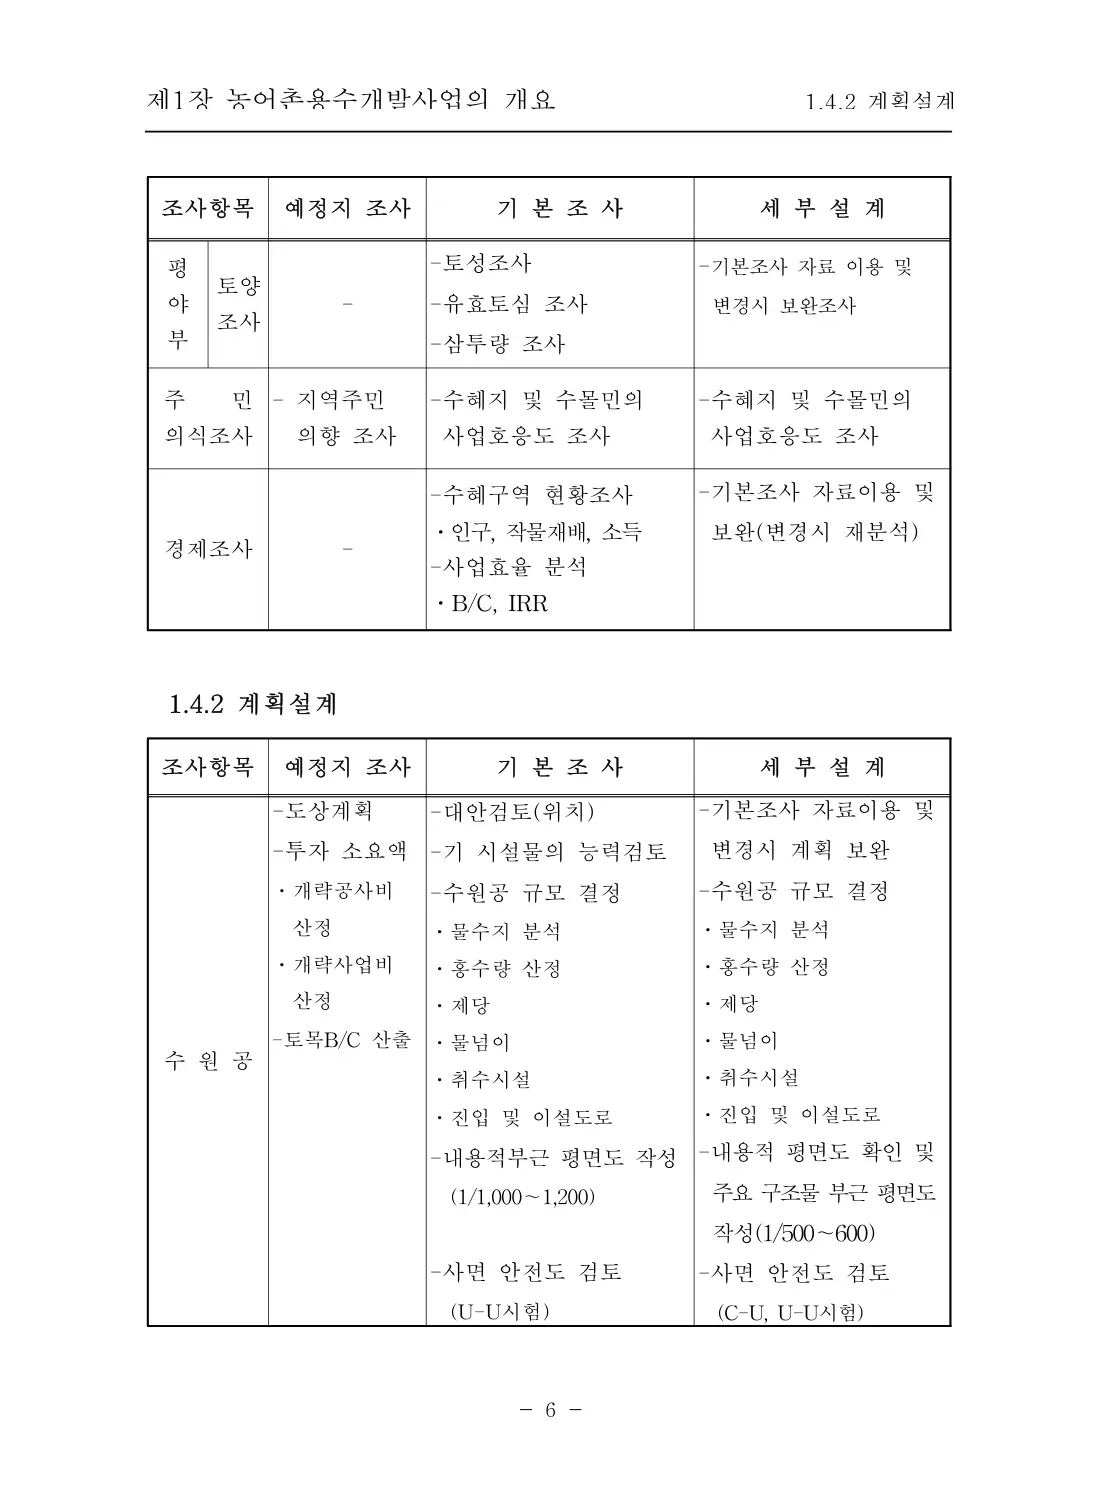 제1장 농어촌용수개발사업의 개요 1.4.2 계획설계
조사항목 예정지 조사 기 본 조 사 세 부 설 계
평
야
부
토양
조사
-
-토성조사
-유효토심 조사
-삼투량 조사
-기본조사 자료 이용 및
변경시 보완조사
주 민
의식조사
- 지역주민
의향 조사
-수혜지 및 수몰민의
사업호응도 조사
-수혜지 및 수몰민의
사업호응도 조사
경제조사
-
-수혜구역 현황조사
·인구, 작물재배, 소득
-사업효율 분석
·B/C, IRR
-기본조사 자료이용 및
보완(변경시 재분석)
1.4.2 계획설계
조사항목 예정지 조사 기 본 조 사 세 부 설 계
수 원 공
-도상계획
-투자 소요액
·개략공사비
산정
·개략사업비
산정
-토목B/C 산출
-대안검토(위치)
-기 시설물의 능력검토
-수원공 규모 결정
·물수지 분석
·홍수량 산정
·제당
·물넘이
·취수시설
·진입 및 이설도로
-내용적부근 평면도 작성
(1/1,000~1,200)
-사면 안전도 검토
(U-U시험)
-기본조사 자료이용 및
변경시 계획 보완
-수원공 규모 결정
·물수지 분석
·홍수량 산정
·제당
·물넘이
·취수시설
·진입 및 이설도로
-내용적 평면도 확인 및
주요 구조물 부근 평면도
작성(1/500~600)
-사면 안전도 검토
(C-U, U-U시험)
- 6 -